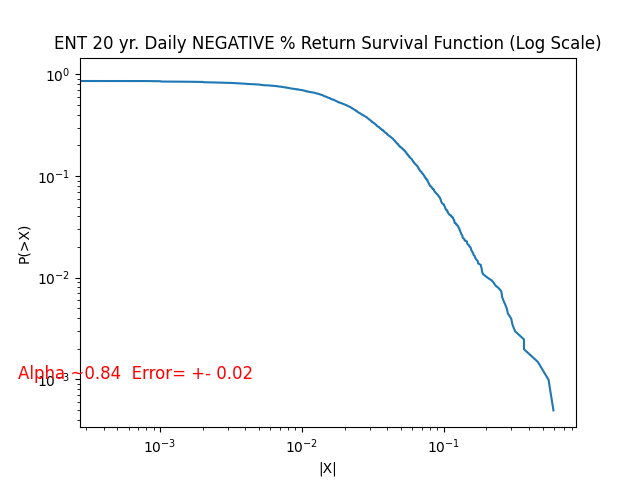 ENT 20 yr. Daily NEGATIVE % Return Survival Function (Log Scale)
10⁰
10⁻¹
P(>X)
10⁻²
10⁻³
Alpha ~0.84  Error= +- 0.02
10⁻³ 10⁻² 10⁻¹
|X|